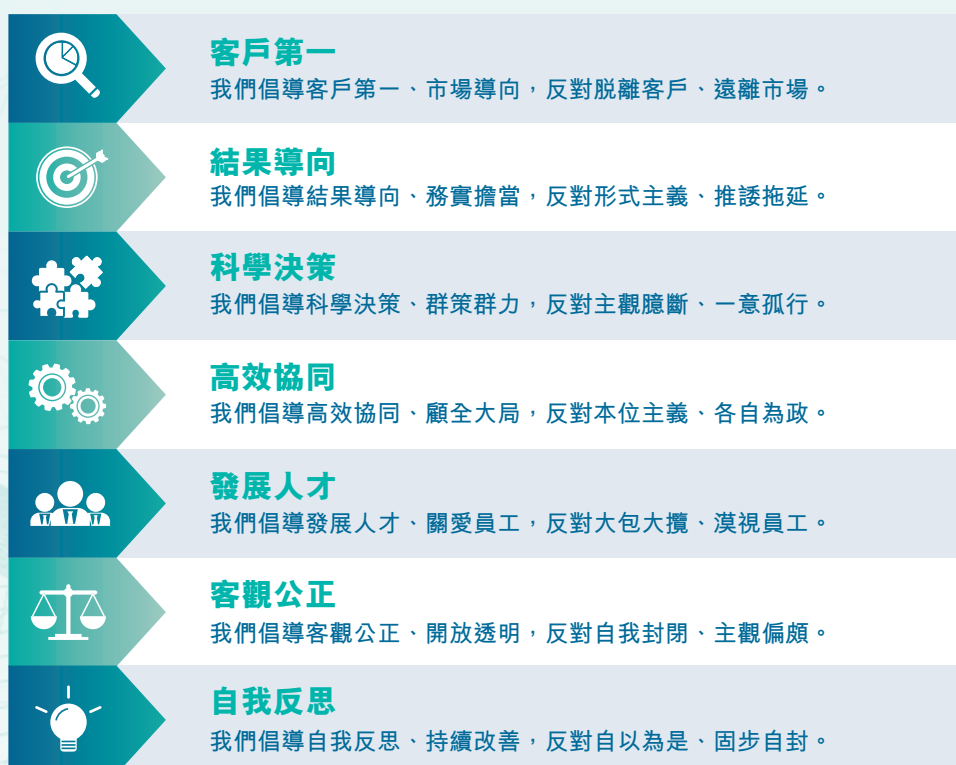 客戶第一
我們倡導客戶第一、市場導向，反對脱離客戶、遠離市場。
結果導向
我們倡導結果導向、務實擔當，反對形式主義、推諉拖延。
科學決策
我們倡導科學決策、群策群力，反對主觀臆斷、一意孤行。
高效協同
我們倡導高效協同、顧全大局，反對本位主義、各自為政。
發展人才
我們倡導發展人才、關愛員工，反對大包大攬、漠視員工。
客觀公正
我們倡導客觀公正、開放透明，反對自我封閉、主觀偏頗。
自我反思
我們倡導自我反思、持續改善，反對自以為是、固步自封。